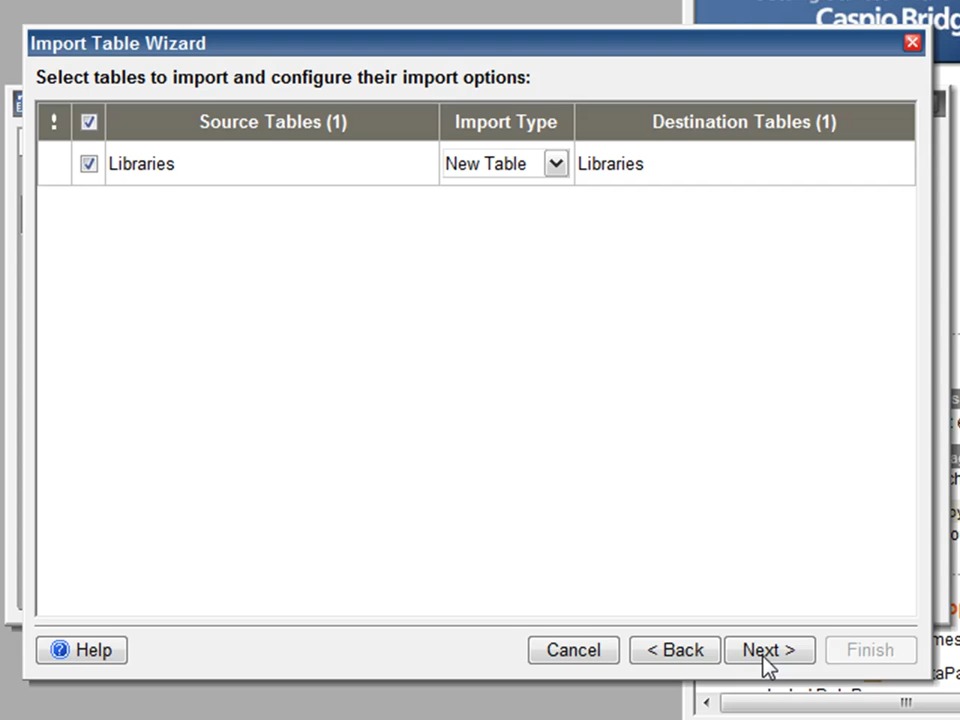 Caspio Bridg
Import Table Wizard
Select tables to import and configure their import options:
! Source Tables (1) Import Type Destination Tables (1)
Libraries New Table Libraries
Help Cancel < Back Next > Finish